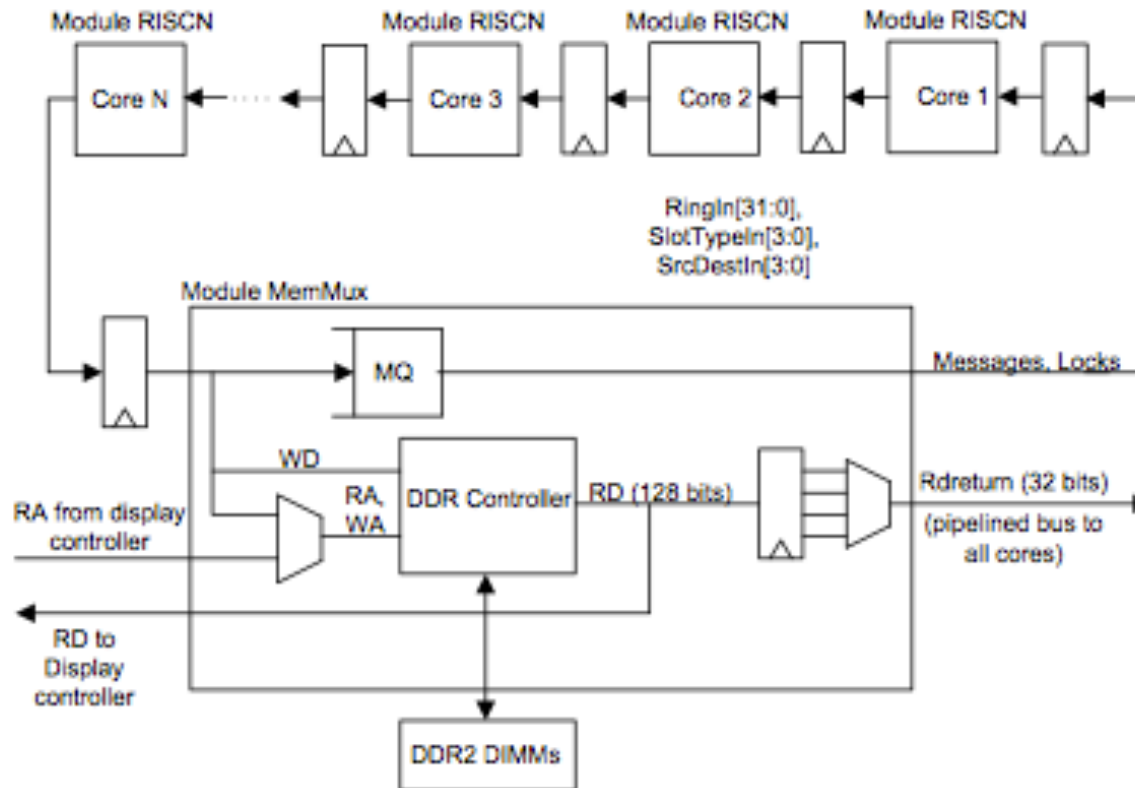 Module RISCN
Module RISCN
Module RISCN
Module RISCN
Core N
Core 3
Core 2
Core 1
RingIn[31:0],
SlotTypeIn[3:0],
SrcDestIn[3:0]
Module MemMux
MQ
Messages, Locks
WD
RA,
WA
DDR Controller
RD (128 bits)
Rdreturn (32 bits)
(pipelined bus to
all cores)
RA from display
controller
RD to
Display
controller
DDR2 DIMMs